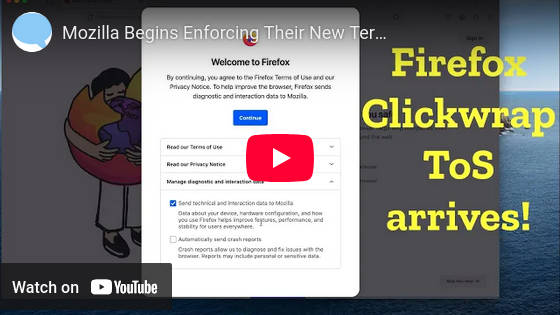 Mozilla Begins Enforcing Their New Ter…
Sign in
Welcome to Firefox
By continuing, you agree to the Firefox Terms of Use and our
Privacy Notice. To help improve the browser, Firefox sends
diagnostic and interaction data to Mozilla.
Continue
Read our Terms of Use
Read our Privacy Notice
Manage diagnostic and interaction data
Send technical and interaction data to Mozilla
Data about your device, hardware configuration, and how
you use Firefox helps improve features, performance, and
stability for users everywhere.
Automatically send crash reports
Crash reports allow us to diagnose and fix issues with the
browser. Reports may include personal or sensitive data.
Firefox
Clickwrap
ToS
arrives!
Watch on YouTube